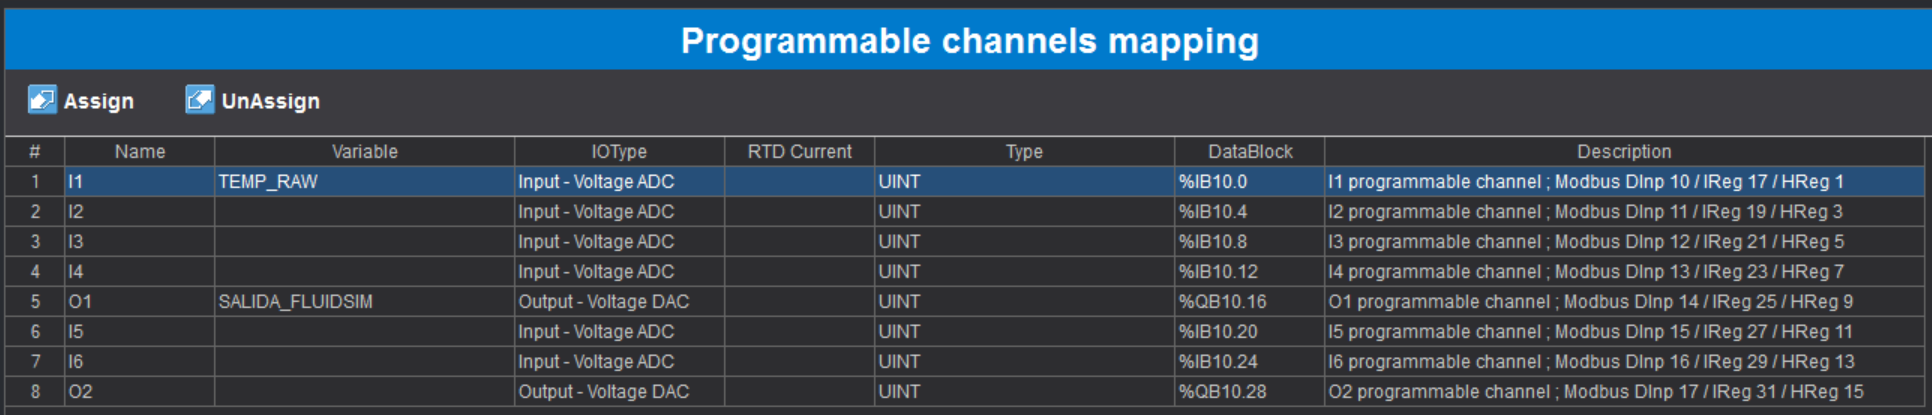 Programmable channels mapping
Assign UnAssign
# Name Variable IOType RTD Current Type DataBlock Description
1 I1 TEMP_RAW Input - Voltage ADC UINT %IB10.0 I1 programmable channel ; Modbus DInp 10 / IReg 17 / HReg 1
2 I2 Input - Voltage ADC UINT %IB10.4 I2 programmable channel ; Modbus DInp 11 / IReg 19 / HReg 3
3 I3 Input - Voltage ADC UINT %IB10.8 I3 programmable channel ; Modbus DInp 12 / IReg 21 / HReg 5
4 I4 Input - Voltage ADC UINT %IB10.12 I4 programmable channel ; Modbus DInp 13 / IReg 23 / HReg 7
5 O1 SALIDA_FLUIDSIM Output - Voltage DAC UINT %QB10.16 O1 programmable channel ; Modbus DInp 14 / IReg 25 / HReg 9
6 I5 Input - Voltage ADC UINT %IB10.20 I5 programmable channel ; Modbus DInp 15 / IReg 27 / HReg 11
7 I6 Input - Voltage ADC UINT %IB10.24 I6 programmable channel ; Modbus DInp 16 / IReg 29 / HReg 13
8 O2 Output - Voltage DAC UINT %QB10.28 O2 programmable channel ; Modbus DInp 17 / IReg 31 / HReg 15